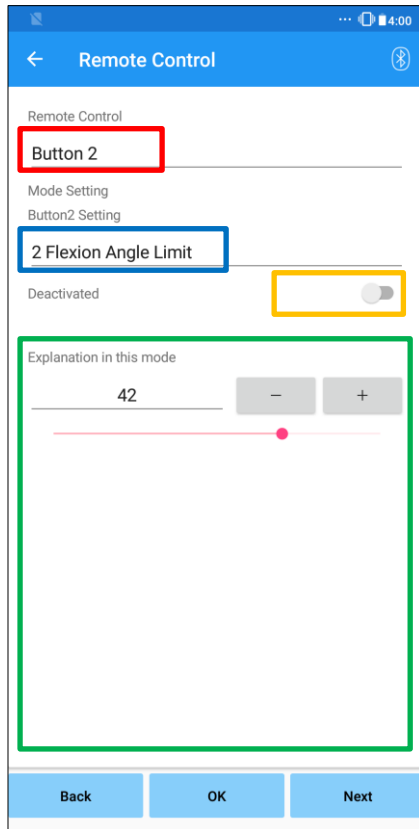 ... 4:00
Remote Control
Remote Control
Button 2
Mode Setting
Button2 Setting
2 Flexion Angle Limit
Deactivated
Explanation in this mode
42 − +
Back OK Next